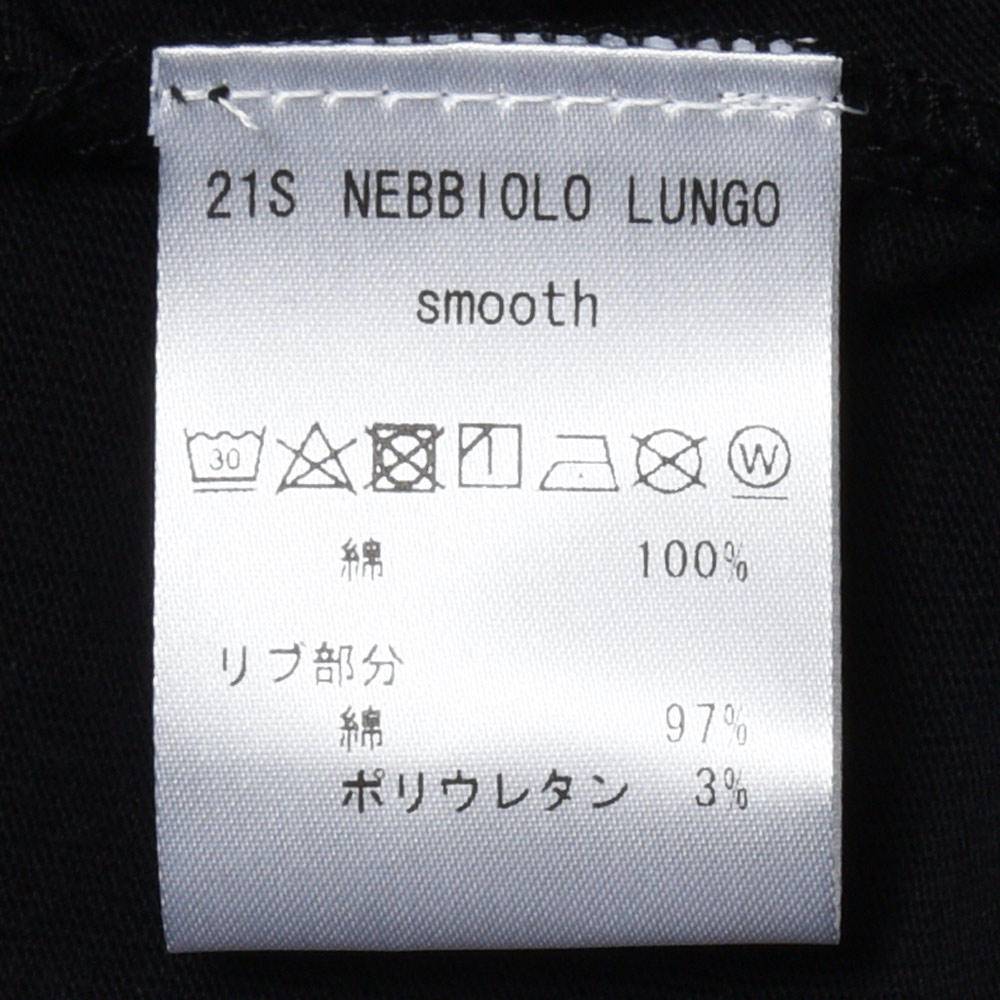 21S NEBBIOLO LUNGO
smooth
30 W
綿 100%
リブ部分
綿 97%
ポリウレタン 3%